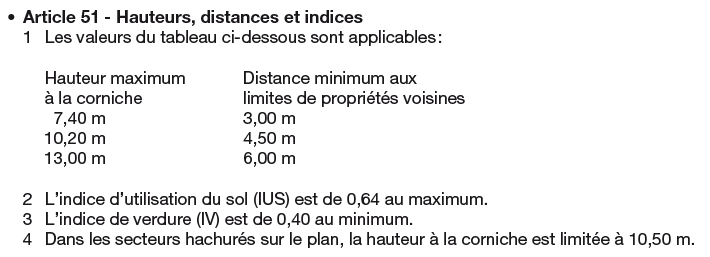 • Article 51 - Hauteurs, distances et indices
1 Les valeurs du tableau ci-dessous sont applicables:
Hauteur maximum Distance minimum aux
à la corniche limites de propriétés voisines
7,40 m 3,00 m
10,20 m 4,50 m
13,00 m 6,00 m
2 L'indice d'utilisation du sol (IUS) est de 0,64 au maximum.
3 L'indice de verdure (IV) est de 0,40 au minimum.
4 Dans les secteurs hachurés sur le plan, la hauteur à la corniche est limitée à 10,50 m.